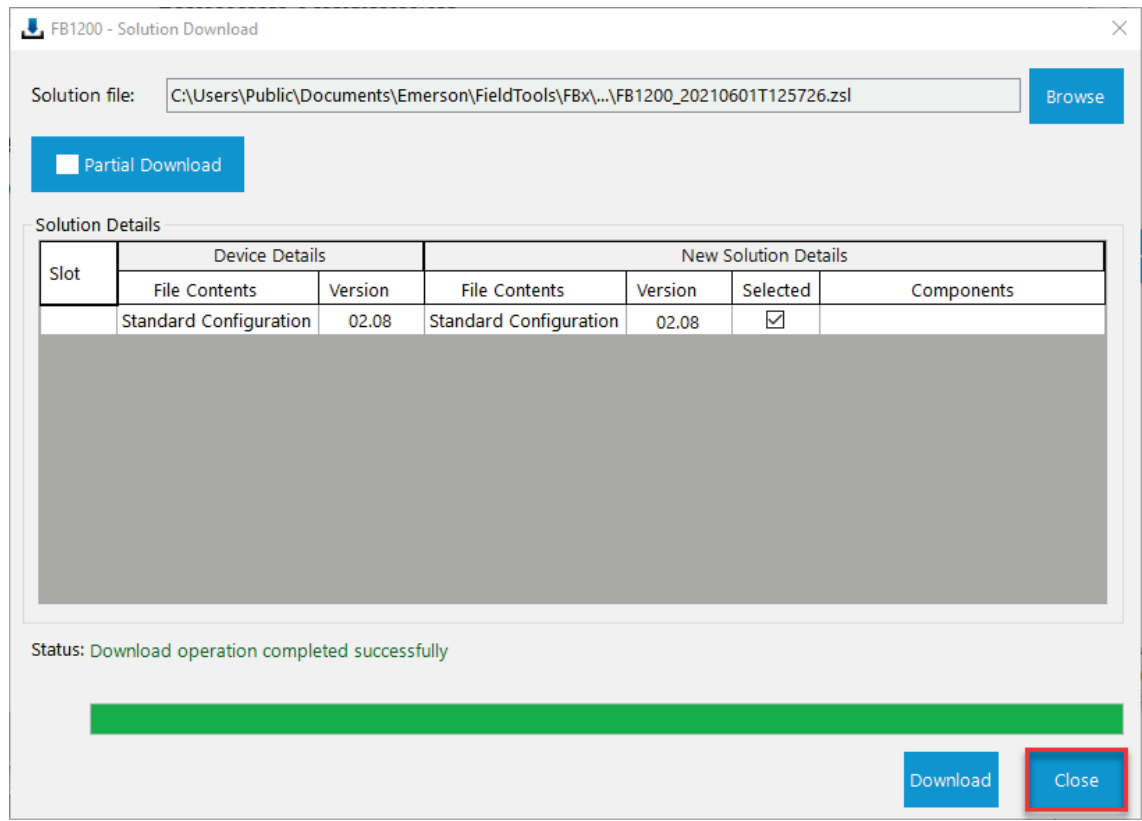 FB1200 - Solution Download
Solution file: C:\Users\Public\Documents\Emerson\FieldTools\FBx\...\FB1200_20210601T125726.zsl Browse
Partial Download
Solution Details
Slot Device Details New Solution Details
File Contents Version File Contents Version Selected Components
Standard Configuration 02.08 Standard Configuration 02.08
Status: Download operation completed successfully
Download Close